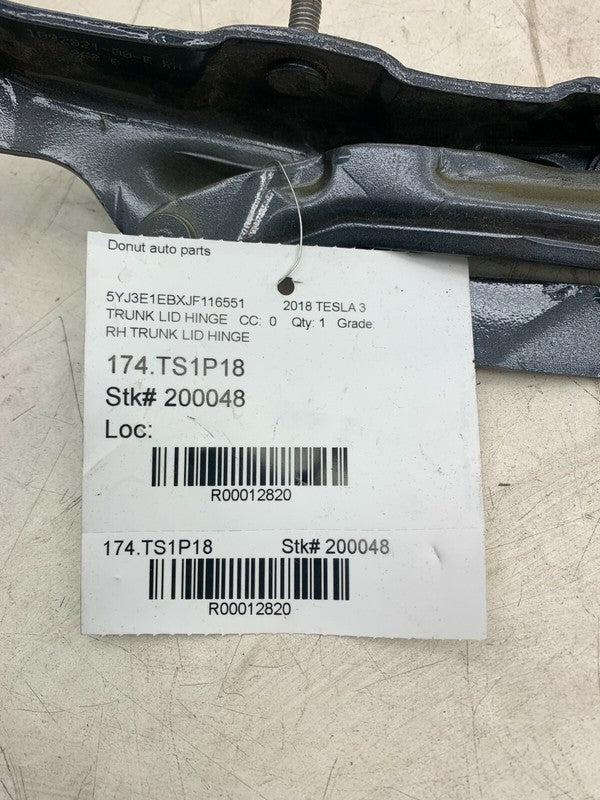 Donut auto parts
5YJ3E1EBXJF116551 2018 TESLA 3
TRUNK LID HINGE CC: 0 Qty: 1 Grade:
RH TRUNK LID HINGE
174.TS1P18
Stk# 200048
Loc:
R00012820
174.TS1P18 Stk# 200048
R00012820